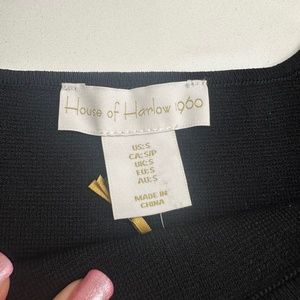 House of Harlow 1960
US:S
CA:S/P
UK:S
EU:S
AU:S
MADE IN
CHINA